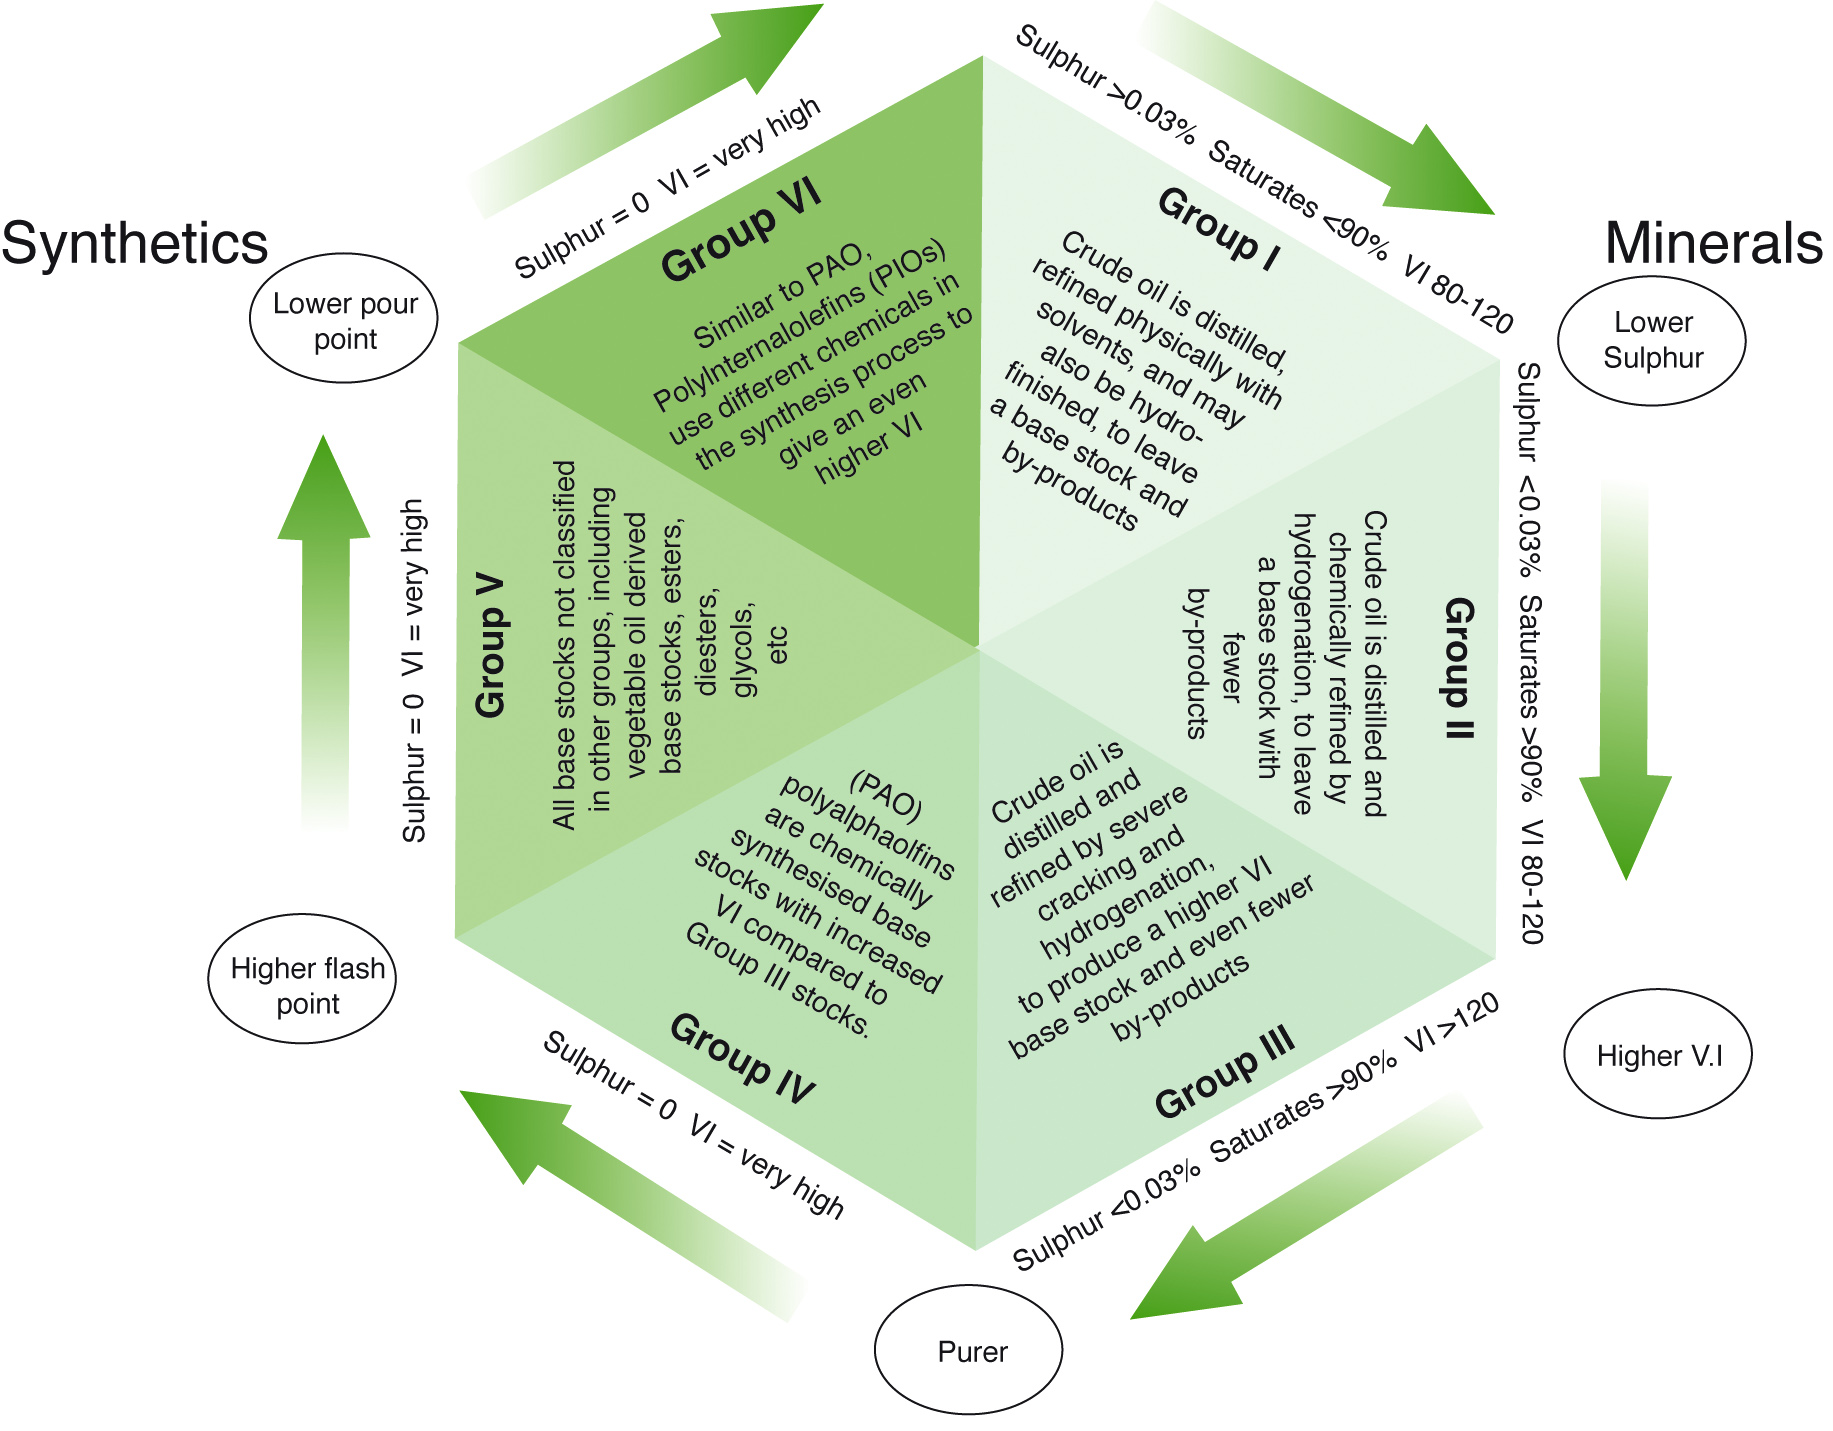 Synthetics
Minerals
Sulphur >0.03%  Saturates <90%  VI 80-120
Group I
Crude oil is distilled,
refined physically with
solvents, and may
also be hydro-
finished, to leave
a base stock and
by-products
Lower
Sulphur
Sulphur <0.03%  Saturates >90%  VI 80-120
Group II
Crude oil is distilled and
chemically refined by
hydrogenation, to leave
a base stock with
fewer
by-products
Higher V.I
Crude oil is
distilled and
refined by severe
cracking and
hydrogenation,
to produce a higher VI
base stock and even fewer
by-products
Group III
Sulphur <0.03%  Saturates >90%  VI >120
Purer
(PAO)
polyalphaolfins
are chemically
synthesised base
stocks with increased
VI compared to
Group III stocks.
Group IV
Sulphur = 0  VI = very high
Higher flash
point
Sulphur = 0  VI = very high
Group V
All base stocks not classified
in other groups, including
vegetable oil derived
base stocks, esters,
diesters,
glycols,
etc
Lower pour
point
Sulphur = 0  VI = very high
Group VI
Similar to PAO,
PolyInternalolefins (PIOs)
use different chemicals in
the synthesis process to
give an even
higher VI